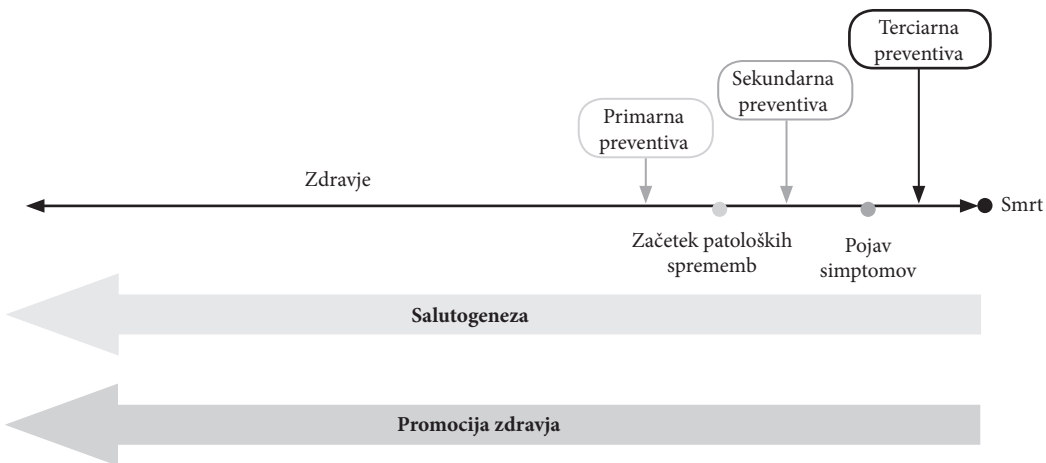 Terciarna
preventiva
Sekundarna
preventiva
Primarna
preventiva
Zdravje
Smrt
Začetek patoloških
sprememb
Pojav
simptomov
Salutogeneza
Promocija zdravja